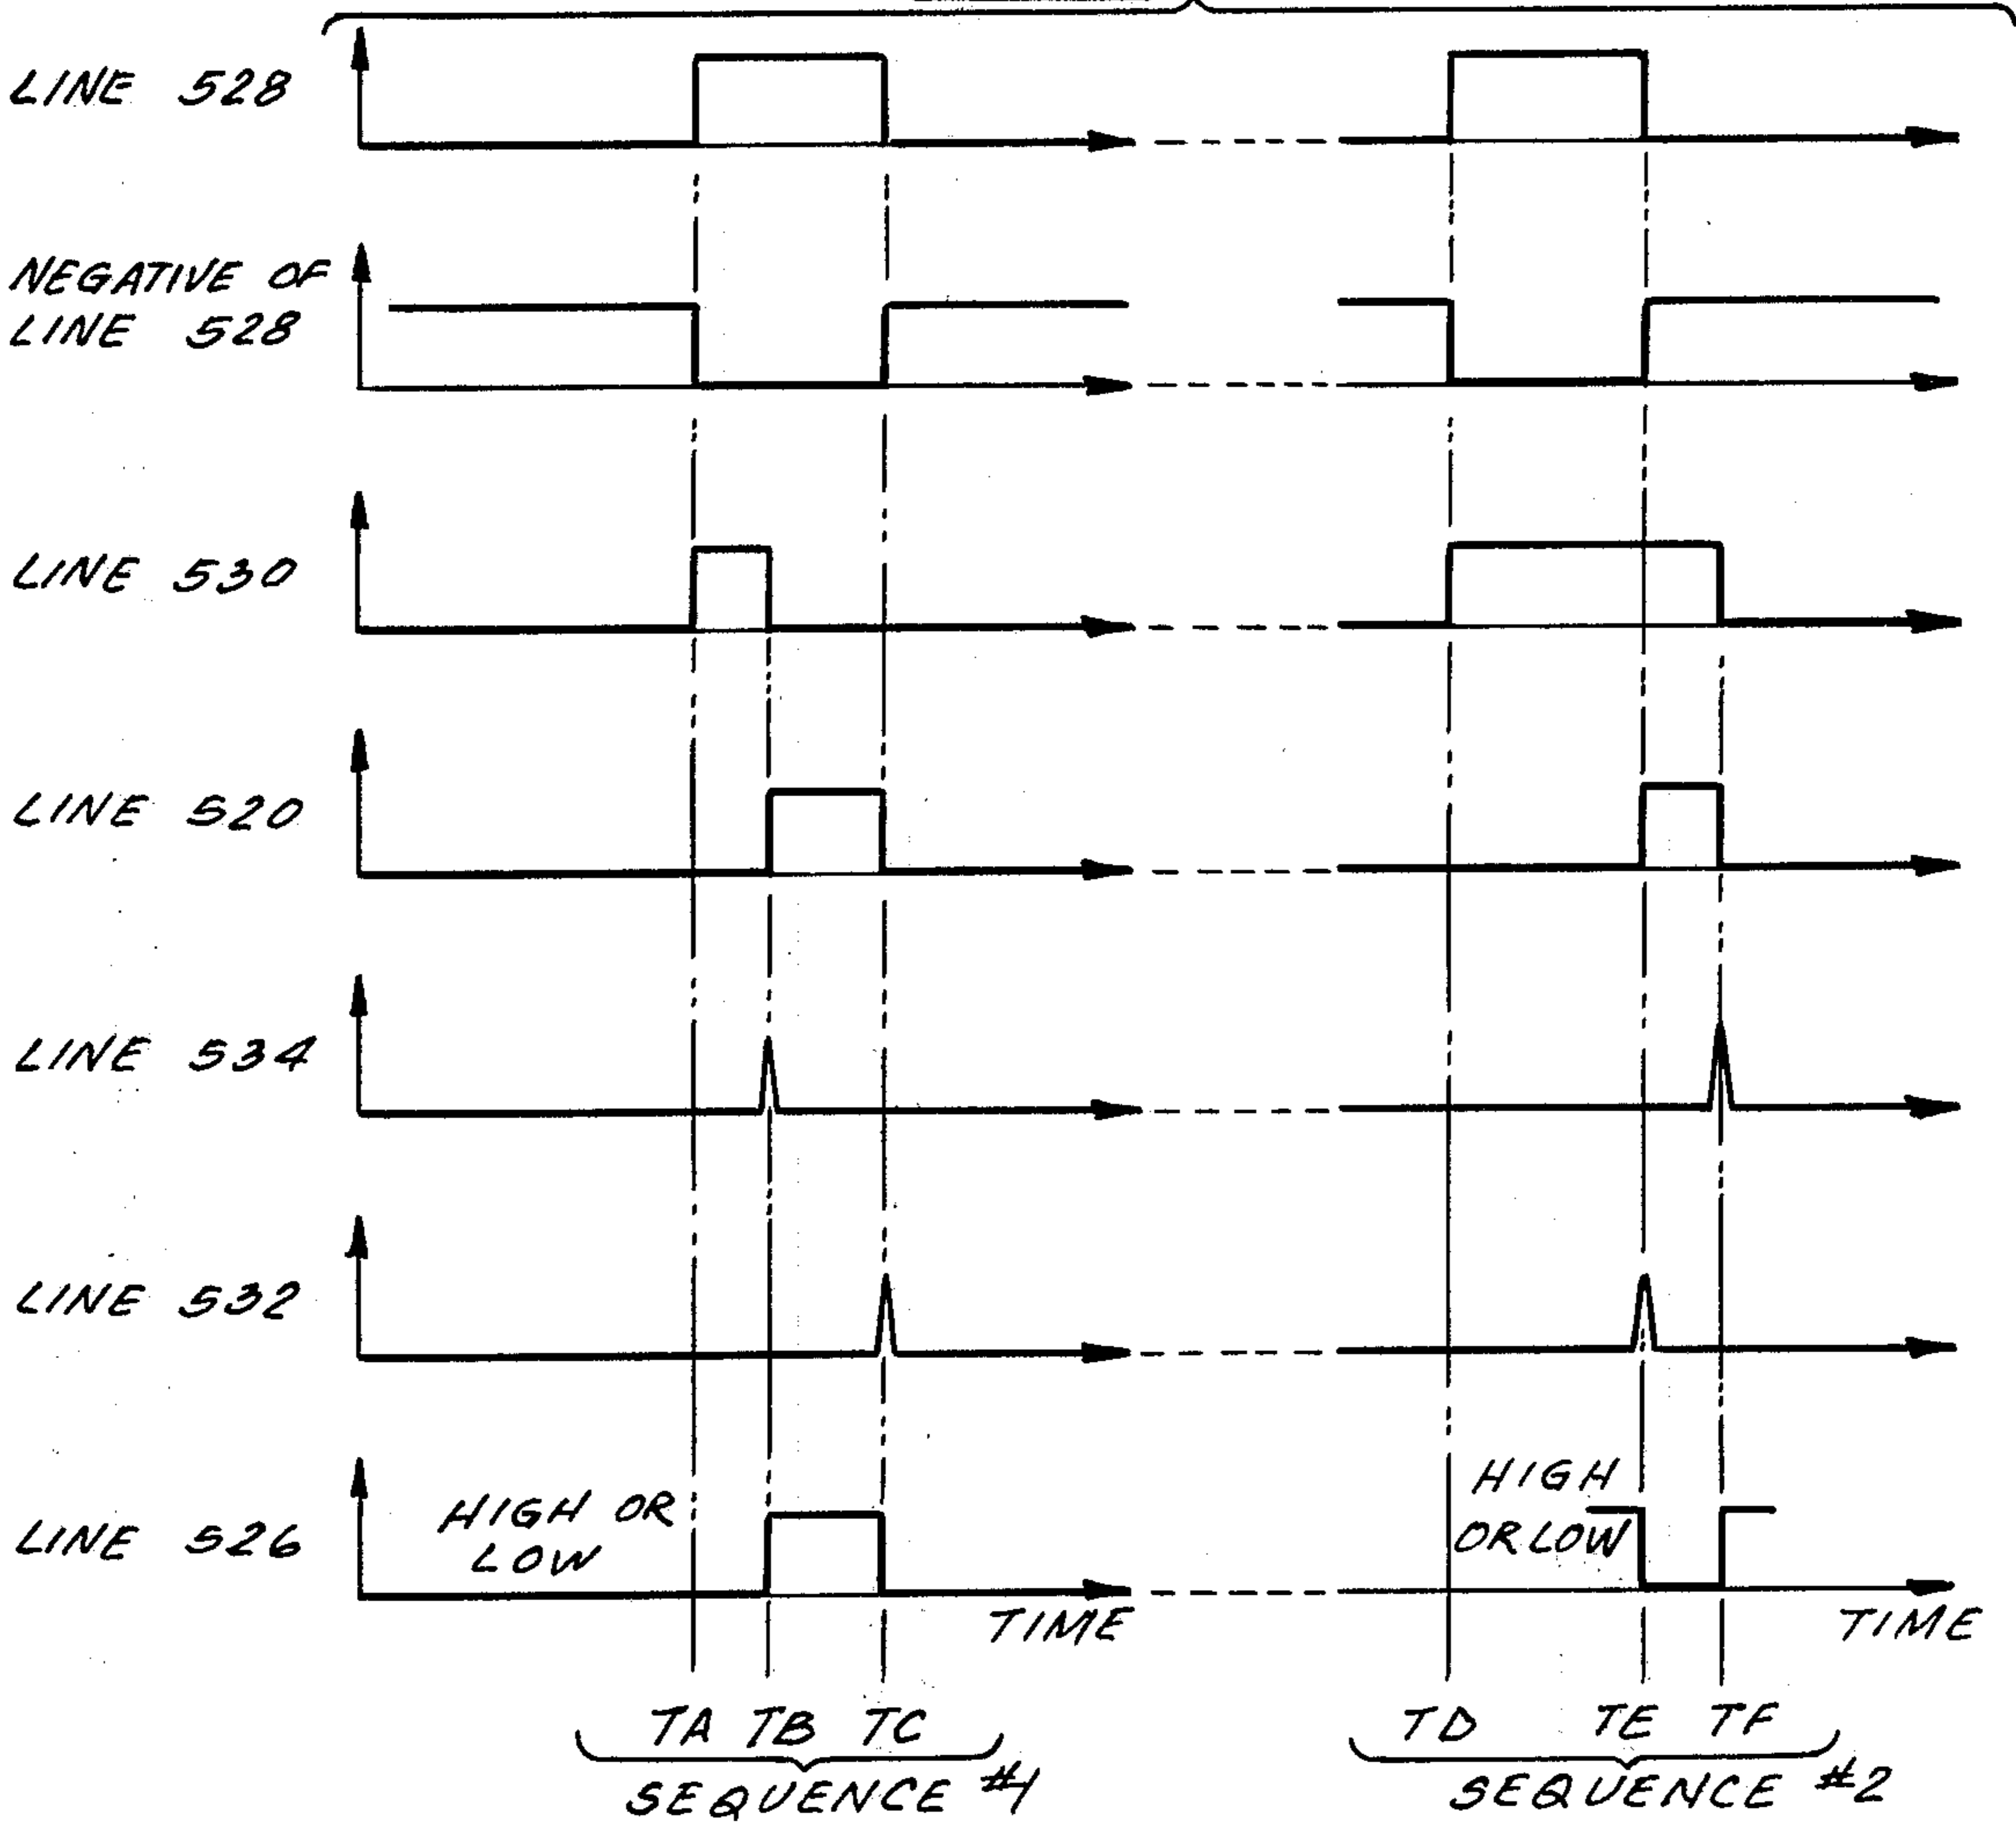 LINE 528
NEGATIVE OF
LINE 528
LINE 530
LINE 520
LINE 534
LINE 532
LINE 526
HIGH OR
LOW
HIGH
OR LOW
TIME
TIME
TA TB TC
TD TE TF
SEQUENCE #1
SEQUENCE #2